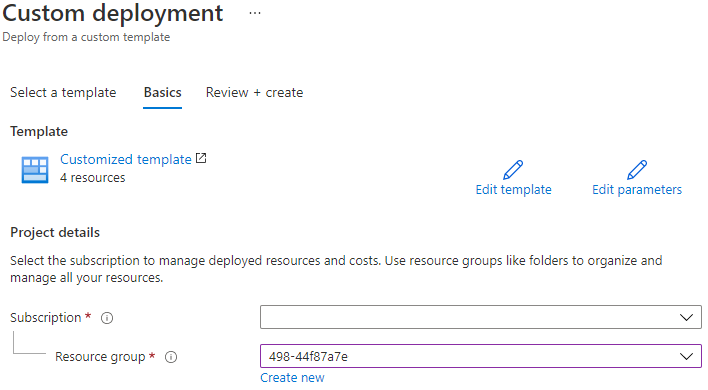 Custom deployment ...
Deploy from a custom template
Select a template Basics Review + create
Template
Customized template
4 resources
Edit template Edit parameters
Project details
Select the subscription to manage deployed resources and costs. Use resource groups like folders to organize and
manage all your resources.
Subscription *
Resource group * 498-44f87a7e
Create new